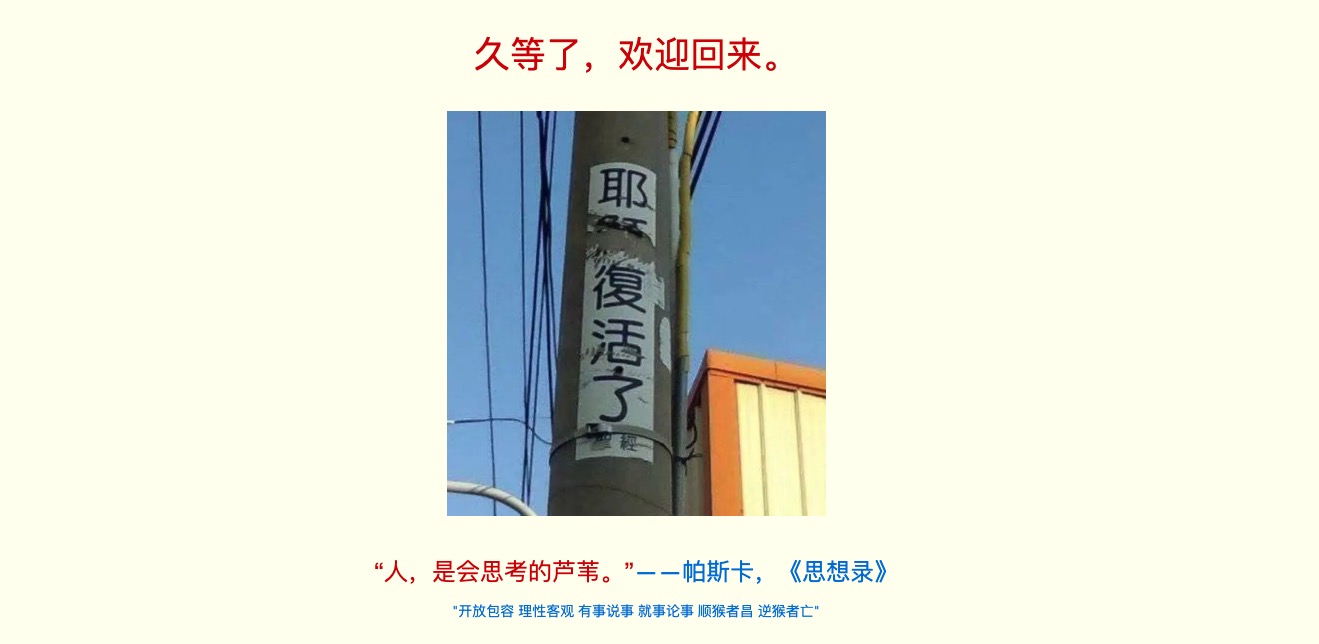 久等了，欢迎回来。
耶
復活了
經
“人，是会思考的芦苇。”——帕斯卡，《思想录》
"开放包容 理性客观 有事说事 就事论事 顺猴者昌 逆猴者亡"